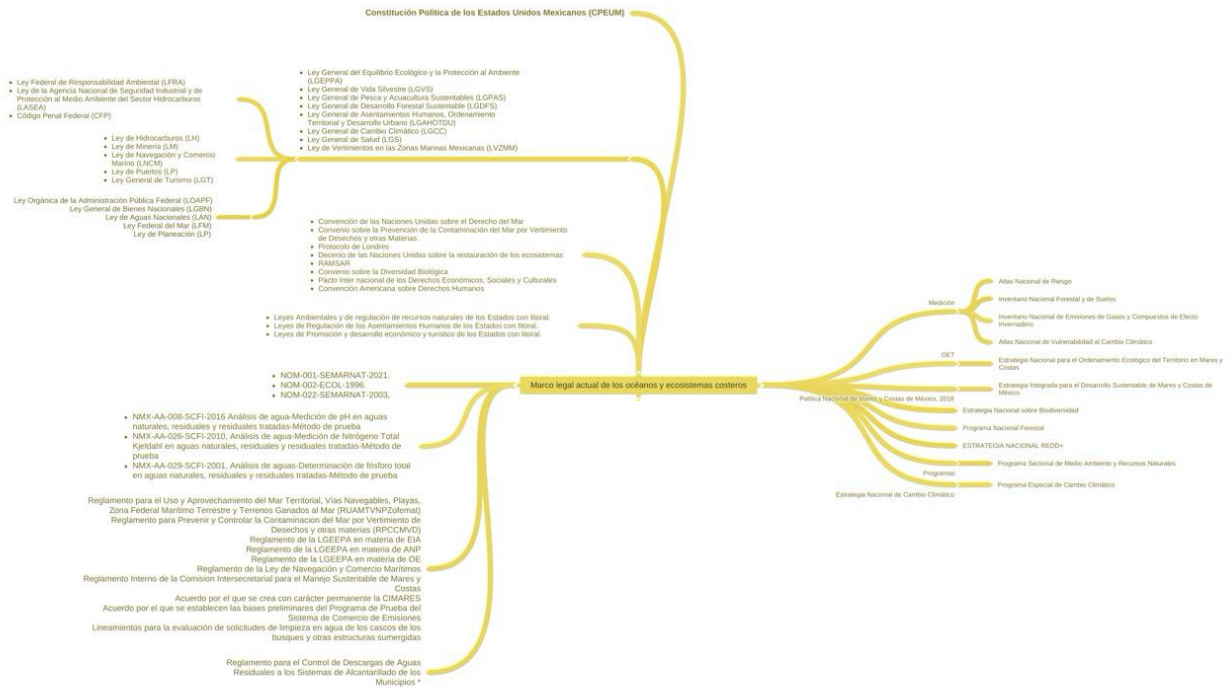 Constitución Política de los Estados Unidos Mexicanos (CPEUM)
• Ley General del Equilibrio Ecológico y la Protección al Ambiente
(LGEPPA)
• Ley General de Vida Silvestre (LGVS)
• Ley General de Pesca y Acuacultura Sustentables (LGPAS)
• Ley General de Desarrollo Forestal Sustentable (LGDFS)
• Ley General de Asentamientos Humanos, Ordenamiento
Territorial y Desarrollo Urbano (LGAHOTDU)
• Ley General de Cambio Climático (LGCC)
• Ley General de Salud (LGS)
• Ley de Vertimientos en las Zonas Marinas Mexicanas (LVZMM)
• Ley Federal de Responsabilidad Ambiental (LFRA)
• Ley de la Agencia Nacional de Seguridad Industrial y de
Protección al Medio Ambiente del Sector Hidrocarburos
(LASEA)
• Código Penal Federal (CFP)
• Ley de Hidrocarburos (LH)
• Ley de Minería (LM)
• Ley de Navegación y Comercio
Marino (LNCM)
• Ley de Puertos (LP)
• Ley General de Turismo (LGT)
Ley Orgánica de la Administración Pública Federal (LOAPF)
Ley General de Bienes Nacionales (LGBN)
Ley de Aguas Nacionales (LAN)
Ley Federal del Mar (LFM)
Ley de Planeación (LP)
• Convención de las Naciones Unidas sobre el Derecho del Mar
• Convenio sobre la Prevención de la Contaminación del Mar por Vertimiento
de Desechos y otras Materias
• Protocolo de Londres
• Decenio de las Naciones Unidas sobre la restauración de los ecosistemas
• RAMSAR
• Convenio sobre la Diversidad Biológica
• Pacto Inter nacional de los Derechos Económicos, Sociales y Culturales
• Convención Americana sobre Derechos Humanos
• Leyes Ambientales y de regulación de recursos naturales de los Estados con litoral.
• Leyes de Regulación de los Asentamientos Humanos de los Estados con litoral.
• Leyes de Promoción y desarrollo económico y turístico de los Estados con litoral.
• NOM-001-SEMARNAT-2021.
• NOM-002-ECOL-1996.
• NOM-022-SEMARNAT-2003,
• NMX-AA-008-SCFI-2016 Análisis de agua-Medición de pH en aguas
naturales, residuales y residuales tratadas-Método de prueba
• NMX-AA-026-SCFI-2010, Análisis de agua-Medición de Nitrógeno Total
Kjeldahl en aguas naturales, residuales y residuales tratadas-Método de
prueba
• NMX-AA-029-SCFI-2001, Análisis de aguas-Determinación de fósforo total
en aguas naturales, residuales y residuales tratadas-Método de prueba
Reglamento para el Uso y Aprovechamiento del Mar Territorial, Vías Navegables, Playas,
Zona Federal Marítimo Terrestre y Terrenos Ganados al Mar (RUAMTVNPZofemat)
Reglamento para Prevenir y Controlar la Contaminacion del Mar por Vertimiento de
Desechos y otras materias (RPCCMVD)
Reglamento de la LGEEPA en materia de EIA
Reglamento de la LGEEPA en materia de ANP
Reglamento de la LGEEPA en materia de OE
Reglamento de la Ley de Navegación y Comercio Marítimos
Reglamento Interno de la Comision Intersecretarial para el Manejo Sustentable de Mares y
Costas
Acuerdo por el que se crea con carácter permanente la CIMARES
Acuerdo por el que se establecen las bases preliminares del Programa de Prueba del
Sistema de Comercio de Emisiones
Lineamientos para la evaluación de solicitudes de limpieza en agua de los cascos de los
busques y otras estructuras sumergidas
Reglamento para el Control de Descargas de Aguas
Residuales a los Sistemas de Alcantarillado de los
Municipios *
Marco legal actual de los océanos y ecosistemas costeros
Medición
Atlas Nacional de Riesgo
Inventario Nacional Forestal y de Suelos
Inventario Nacional de Emisiones de Gases y Compuestos de Efecto
Invernadero
Atlas Nacional de Vulnerabilidad al Cambio Climático
OET
Estrategia Nacional para el Ordenamiento Ecológico del Territorio en Mares y
Costas
Estrategia Integrada para el Desarrollo Sustentable de Mares y Costas de
México.
Política Nacional de Mares y Costas de México, 2018
Estrategia Nacional sobre Biodiversidad
Programa Nacional Forestal
ESTRATEGIA NACIONAL REDD+
Programa Sectorial de Medio Ambiente y Recursos Naturales
Programas
Programa Especial de Cambio Climático
Estrategia Nacional de Cambio Climático